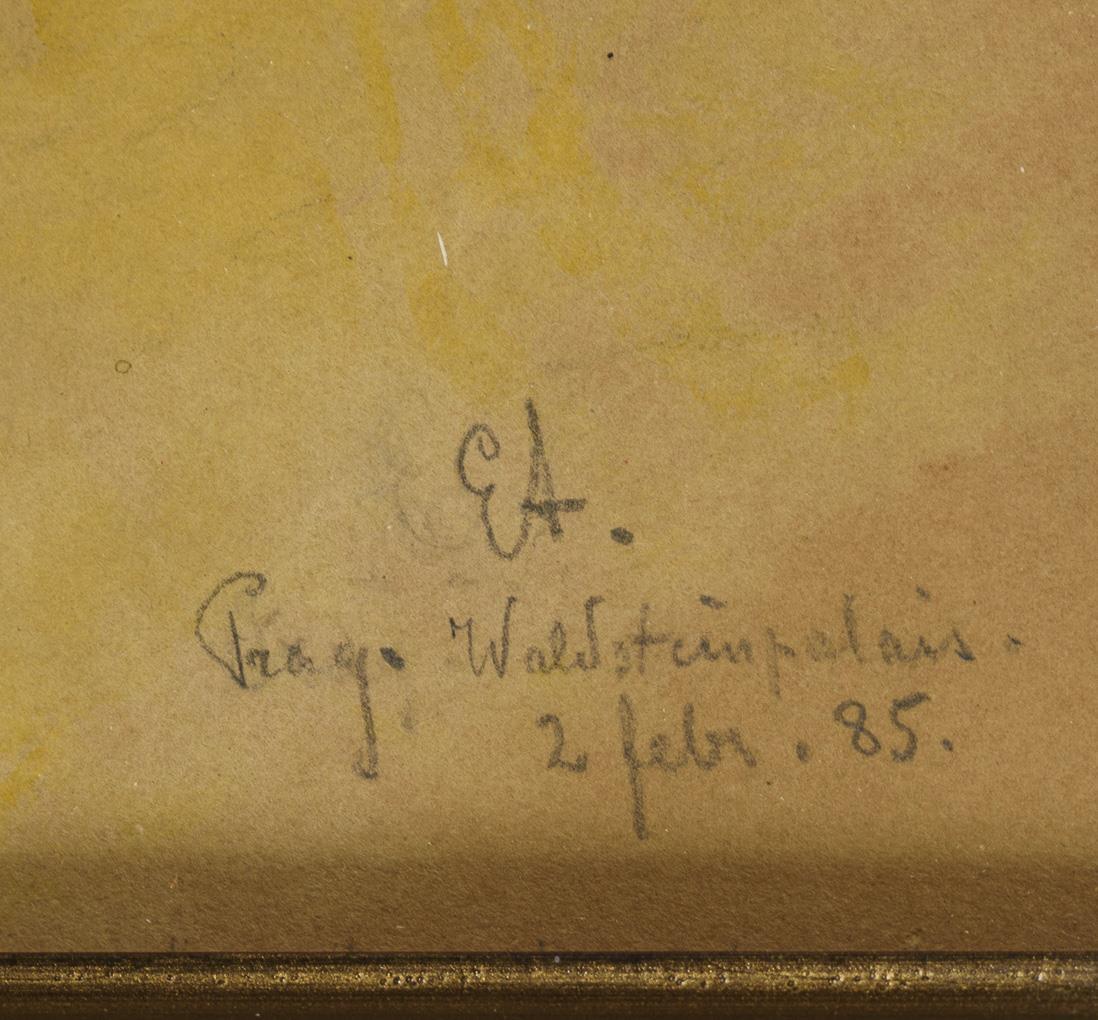 EA.
Prag. Waldsteinpalais.
2 febr. 85.